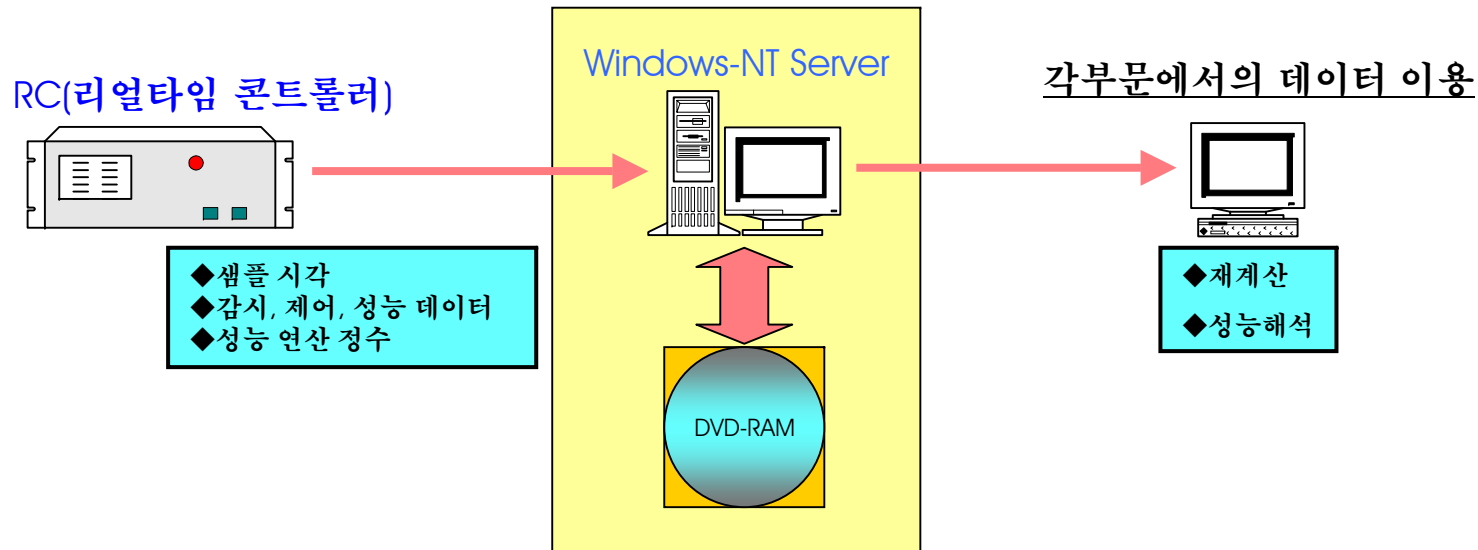 RC(리얼타임 콘트롤러)
◆샘플 시각
◆감시, 제어, 성능 데이터
◆성능 연산 정수
Windows-NT Server
DVD-RAM
각부문에서의 데이터 이용
◆재계산
◆성능해석